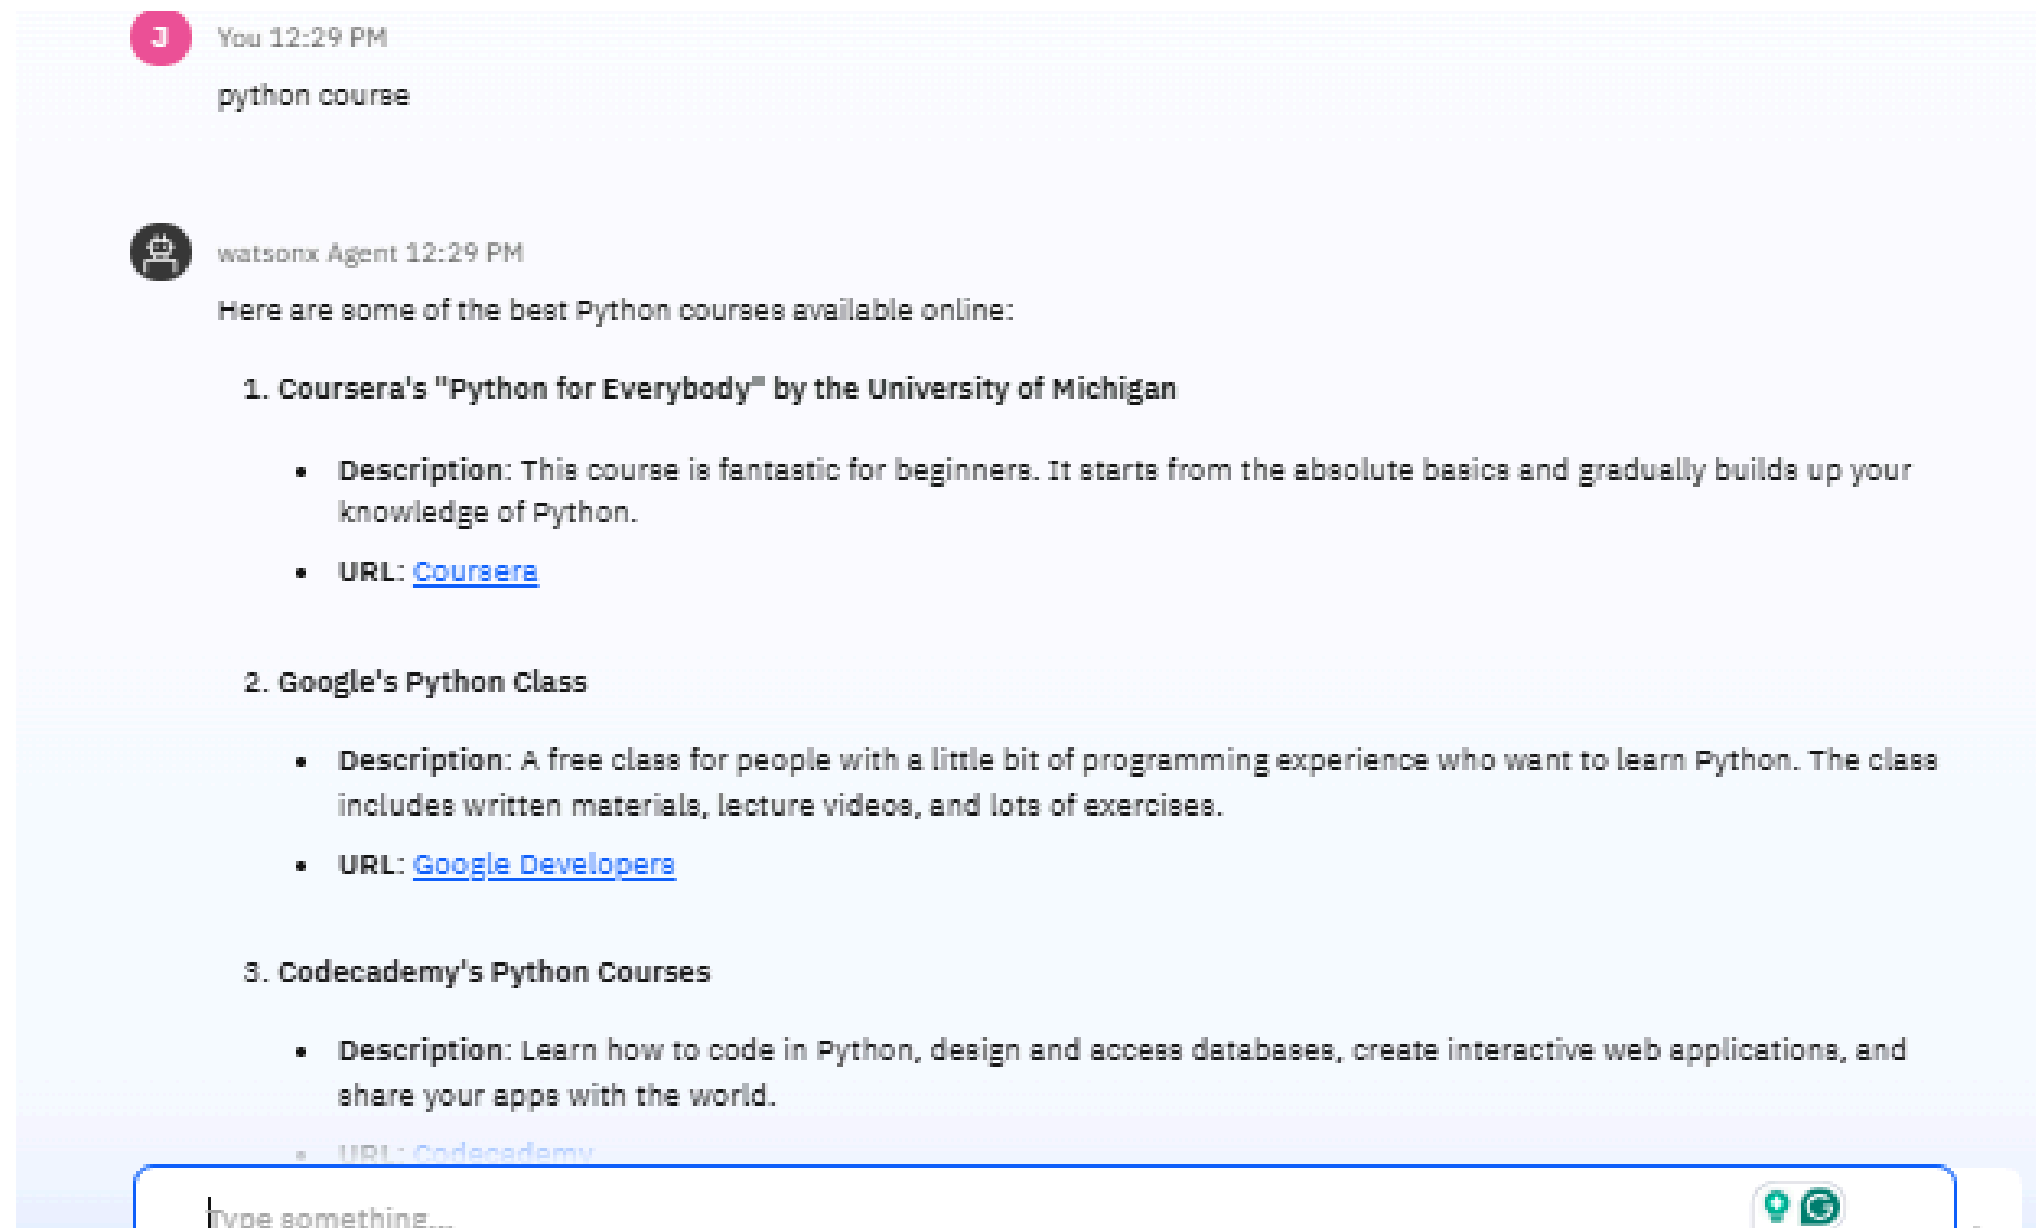 J You 12:29 PM
python course
watsonx Agent 12:29 PM
Here are some of the best Python courses available online:
1. Coursera's "Python for Everybody" by the University of Michigan
• Description: This course is fantastic for beginners. It starts from the absolute basics and gradually builds up your
knowledge of Python.
• URL: Coursera
2. Google's Python Class
• Description: A free class for people with a little bit of programming experience who want to learn Python. The class
includes written materials, lecture videos, and lots of exercises.
• URL: Google Developers
3. Codecademy's Python Courses
• Description: Learn how to code in Python, design and access databases, create interactive web applications, and
share your apps with the world.
• URL: Codecademy
Type something...